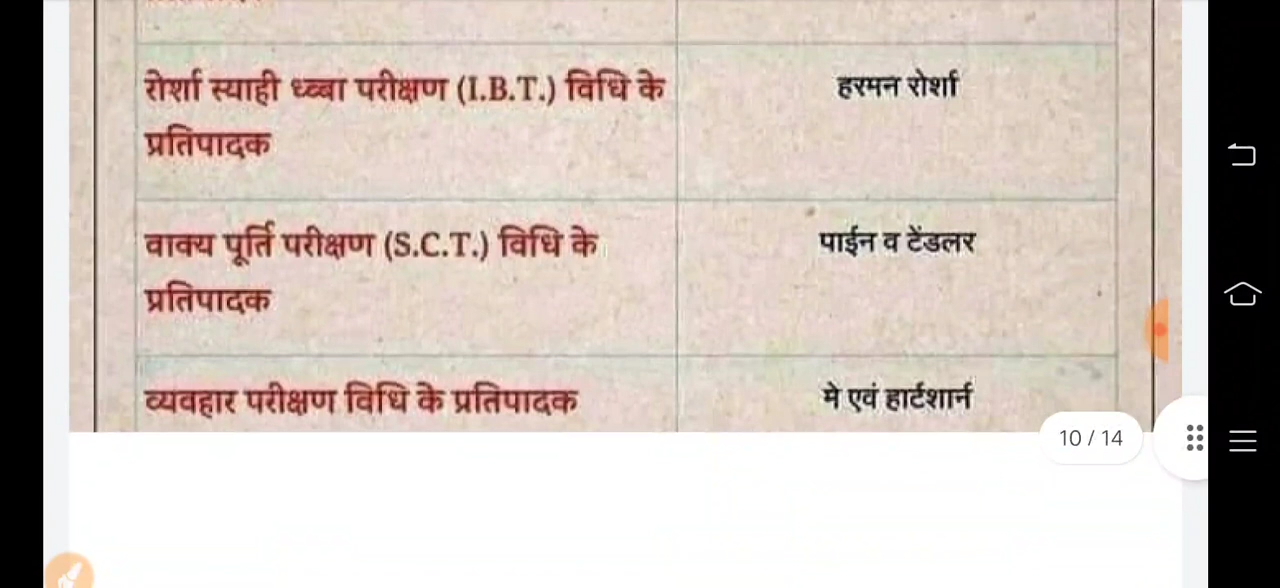 रोर्शा स्याही ध्ब्बा परीक्षण (I.B.T.) विधि के
प्रतिपादक
हरमन रोर्शा
वाक्य पूर्ति परीक्षण (S.C.T.) विधि के
प्रतिपादक
पाईन व टेंडलर
व्यवहार परीक्षण विधि के प्रतिपादक
मे एवं हार्टशार्न
10 / 14